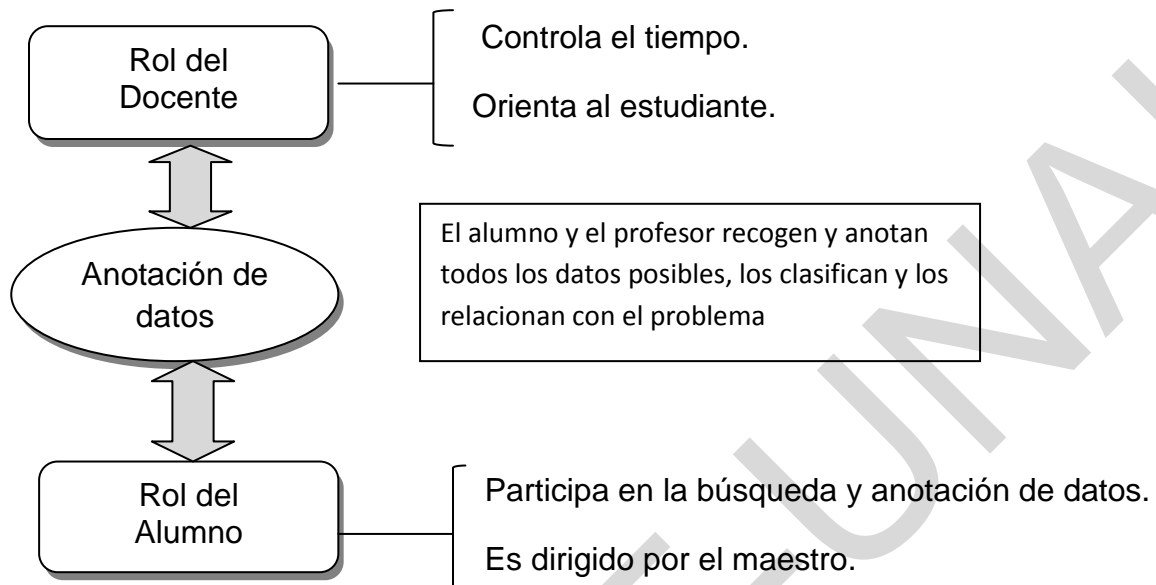 Rol del
Docente
Controla el tiempo.
Orienta al estudiante.
Anotación de
datos
El alumno y el profesor recogen y anotan
todos los datos posibles, los clasifican y los
relacionan con el problema
Rol del
Alumno
Participa en la búsqueda y anotación de datos.
Es dirigido por el maestro.